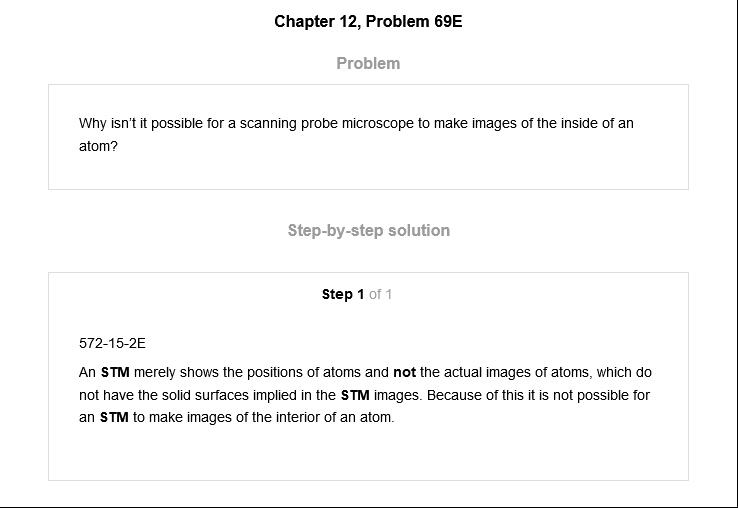 Chapter 12, Problem 69E
Problem
Why isn't it possible for a scanning probe microscope to make images of the inside of an
atom?
Step-by-step solution
Step 1 of 1
572-15-2E
An STM merely shows the positions of atoms and not the actual images of atoms, which do
not have the solid surfaces implied in the STM images. Because of this it is not possible for
an STM to make images of the interior of an atom.